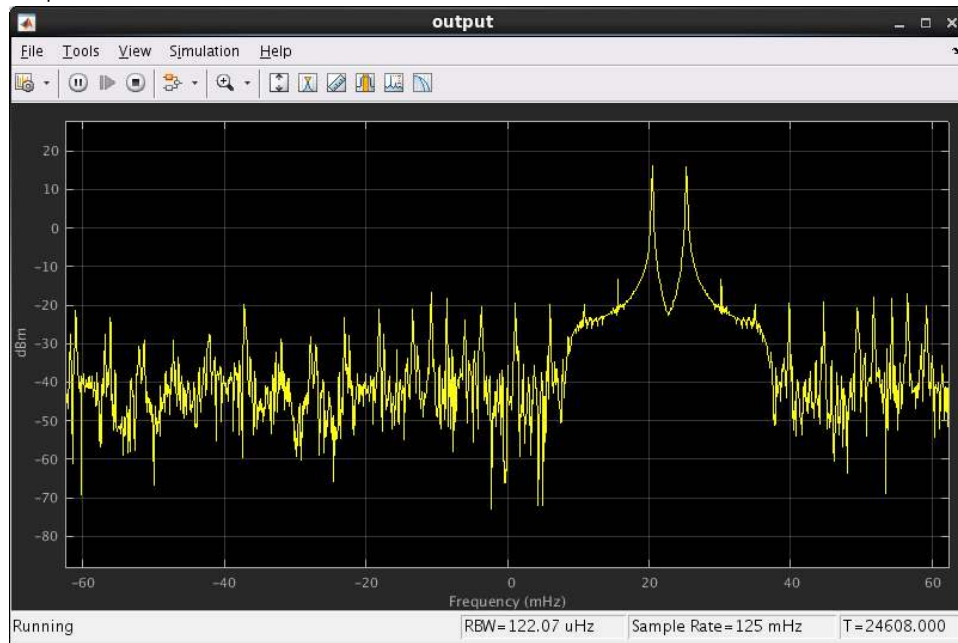 output
File Tools View Simulation Help
20
10
0
-10
-20
-30
-40
-50
-60
-70
-80
dBm
-60 -40 -20 0 20 40 60
Frequency (mHz)
Running RBW=122.07 uHz Sample Rate=125 mHz T=24608.000